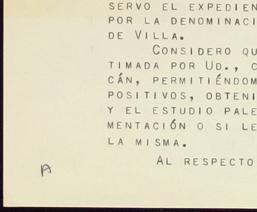 SERVO EL EXPEDIEN
POR LA DENOMINACI
DE VILLA.
CONSIDERO QU
TIMADA POR UD., C
CÁN, PERMITIÉNDOM
POSITIVOS, OBTENI
Y EL ESTUDIO PALE
MENTACIÓN O SI LE
LA MISMA.
AL RESPECTO
A